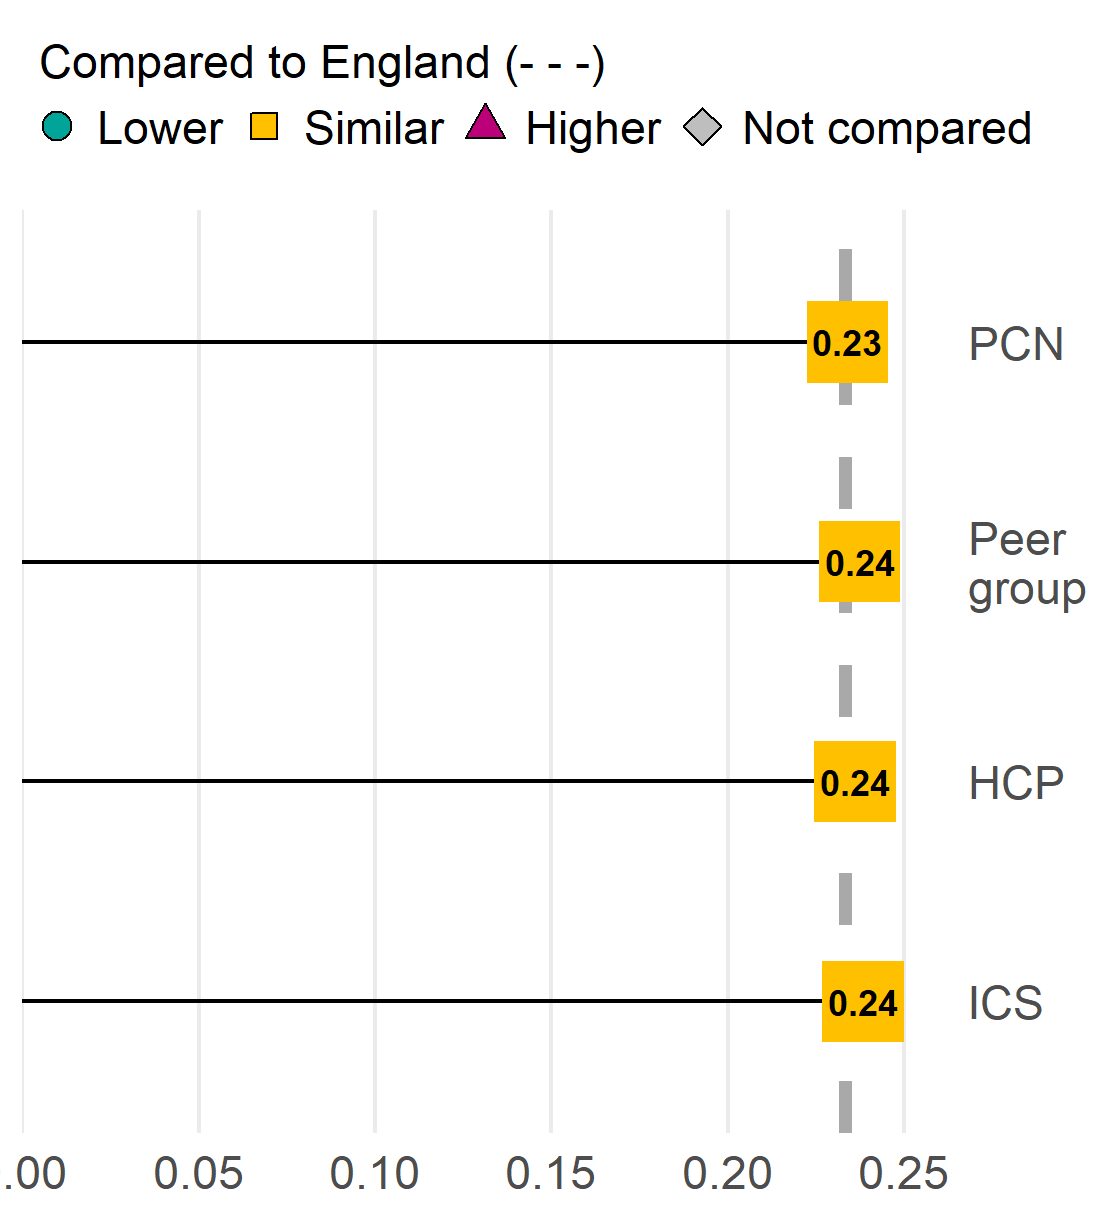 Compared to England (- - -)
Lower Similar Higher Not compared
0.23 PCN
Peer
0.24
group
0.24 HCP
0.24 ICS
.00 0.05 0.10 0.15 0.20 0.25